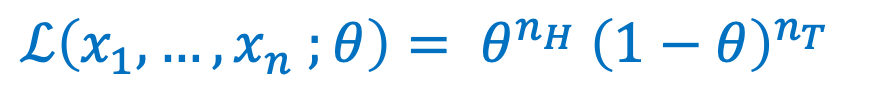 ℒ(x₁, …, xₙ ; θ) = θ^{n_H} (1 − θ)^{n_T}